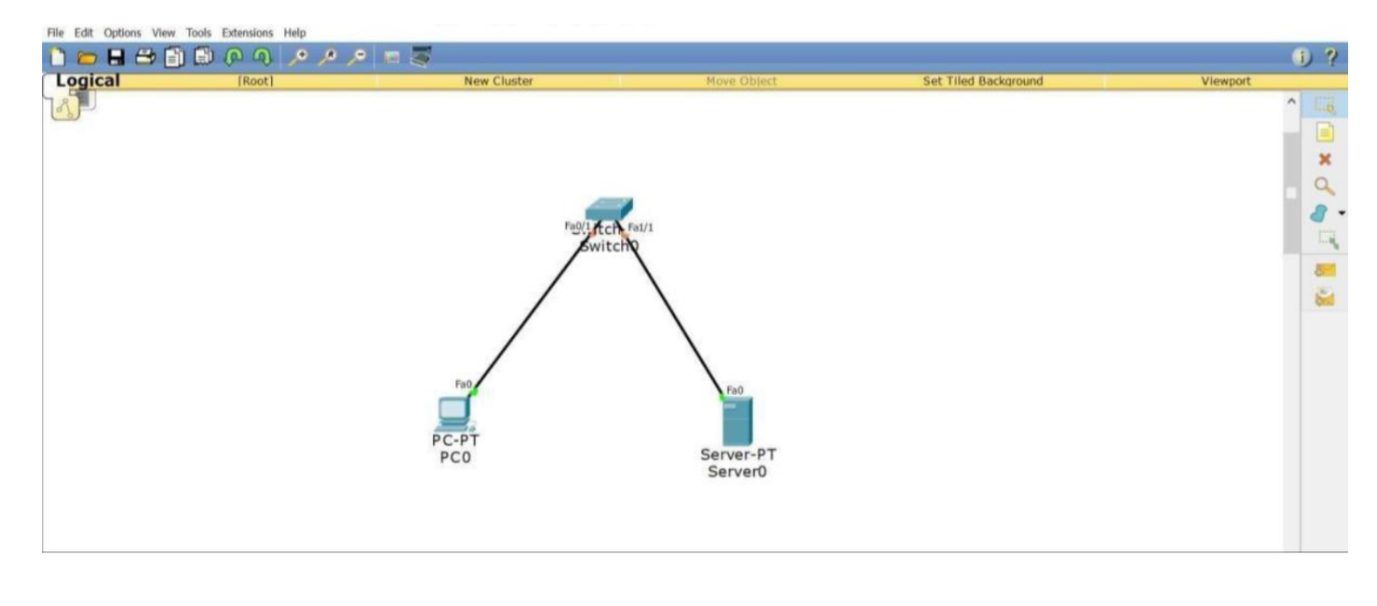 File Edit Options View Tools Extensions Help
Logical [Root] New Cluster Move Object Set Tiled Background Viewport
Fa0/1 Fa1/1
Switch0
Fa0
PC-PT
PC0
Fa0
Server-PT
Server0